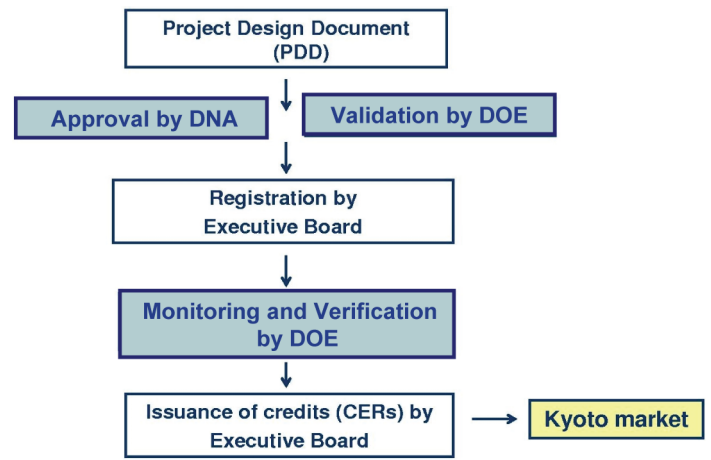 Project Design Document
(PDD)
Approval by DNA
Validation by DOE
Registration by
Executive Board
Monitoring and Verification
by DOE
Issuance of credits (CERs) by
Executive Board
Kyoto market